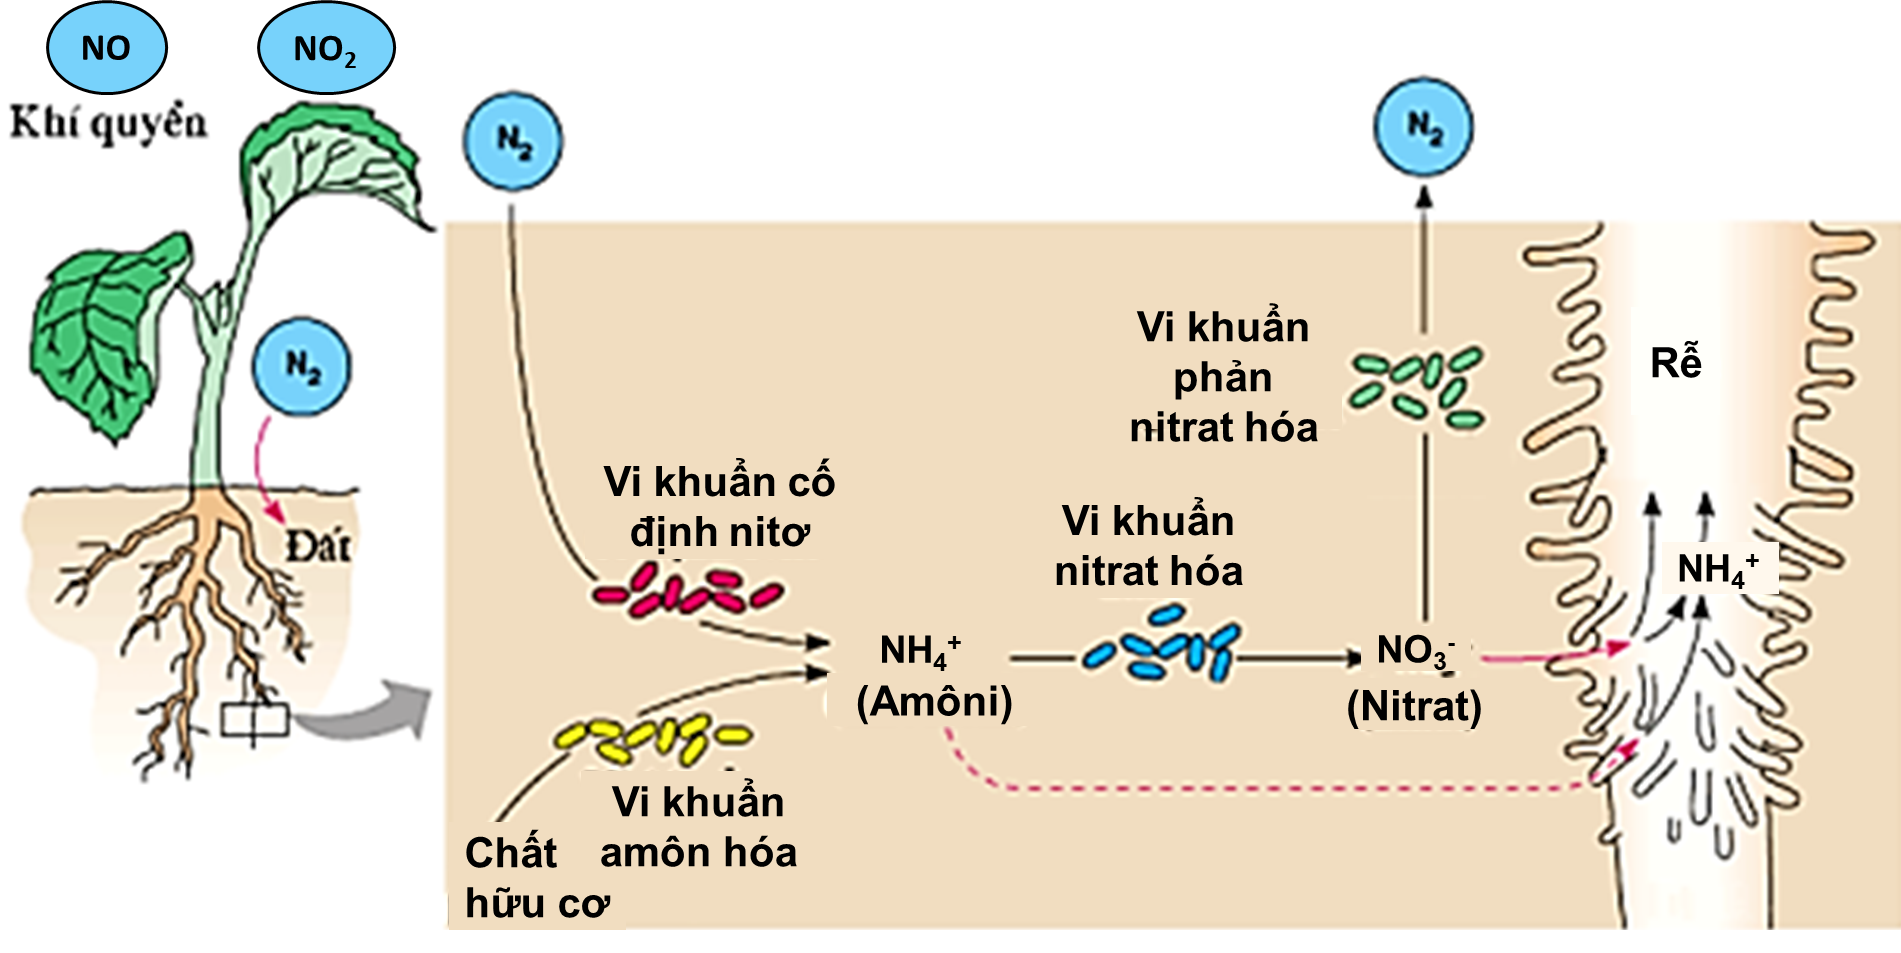 NO
NO₂
Khí quyển
N₂
N₂
N₂
Đất
Vi khuẩn cố
định nitơ
Vi khuẩn
amôn hóa
Chất
hữu cơ
NH₄⁺
(Amôni)
Vi khuẩn
nitrat hóa
Vi khuẩn
phản
nitrat hóa
NO₃⁻
(Nitrat)
Rễ
NH₄⁺